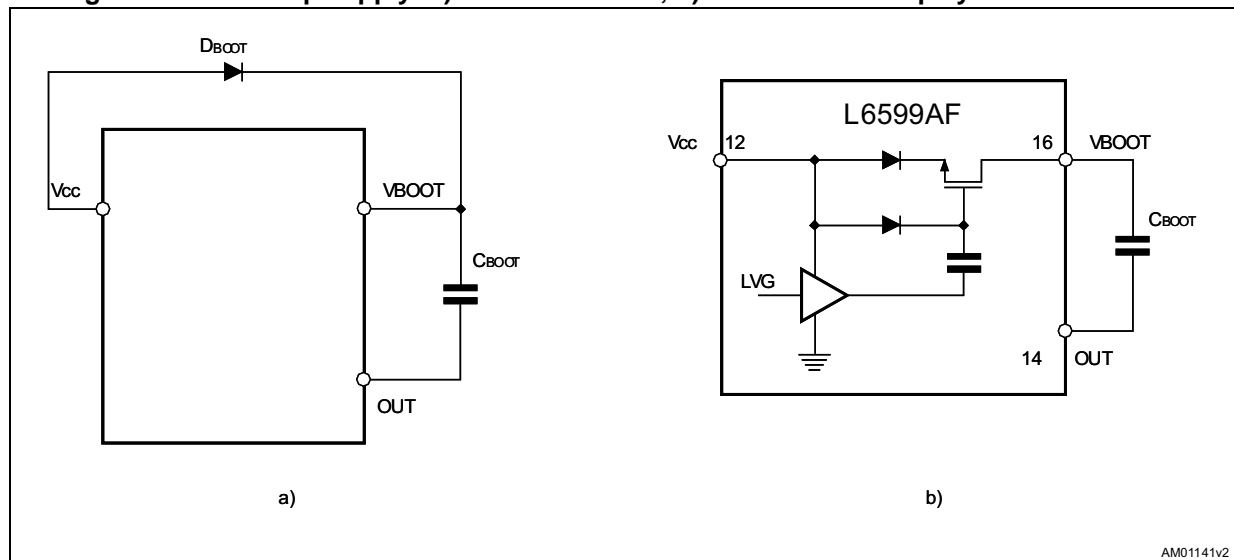 DBOOT
Vcc
VBOOT
CBOOT
OUT
a)
L6599AF
Vcc
12
16
VBOOT
CBOOT
LVG
14
OUT
b)
AM01141v2